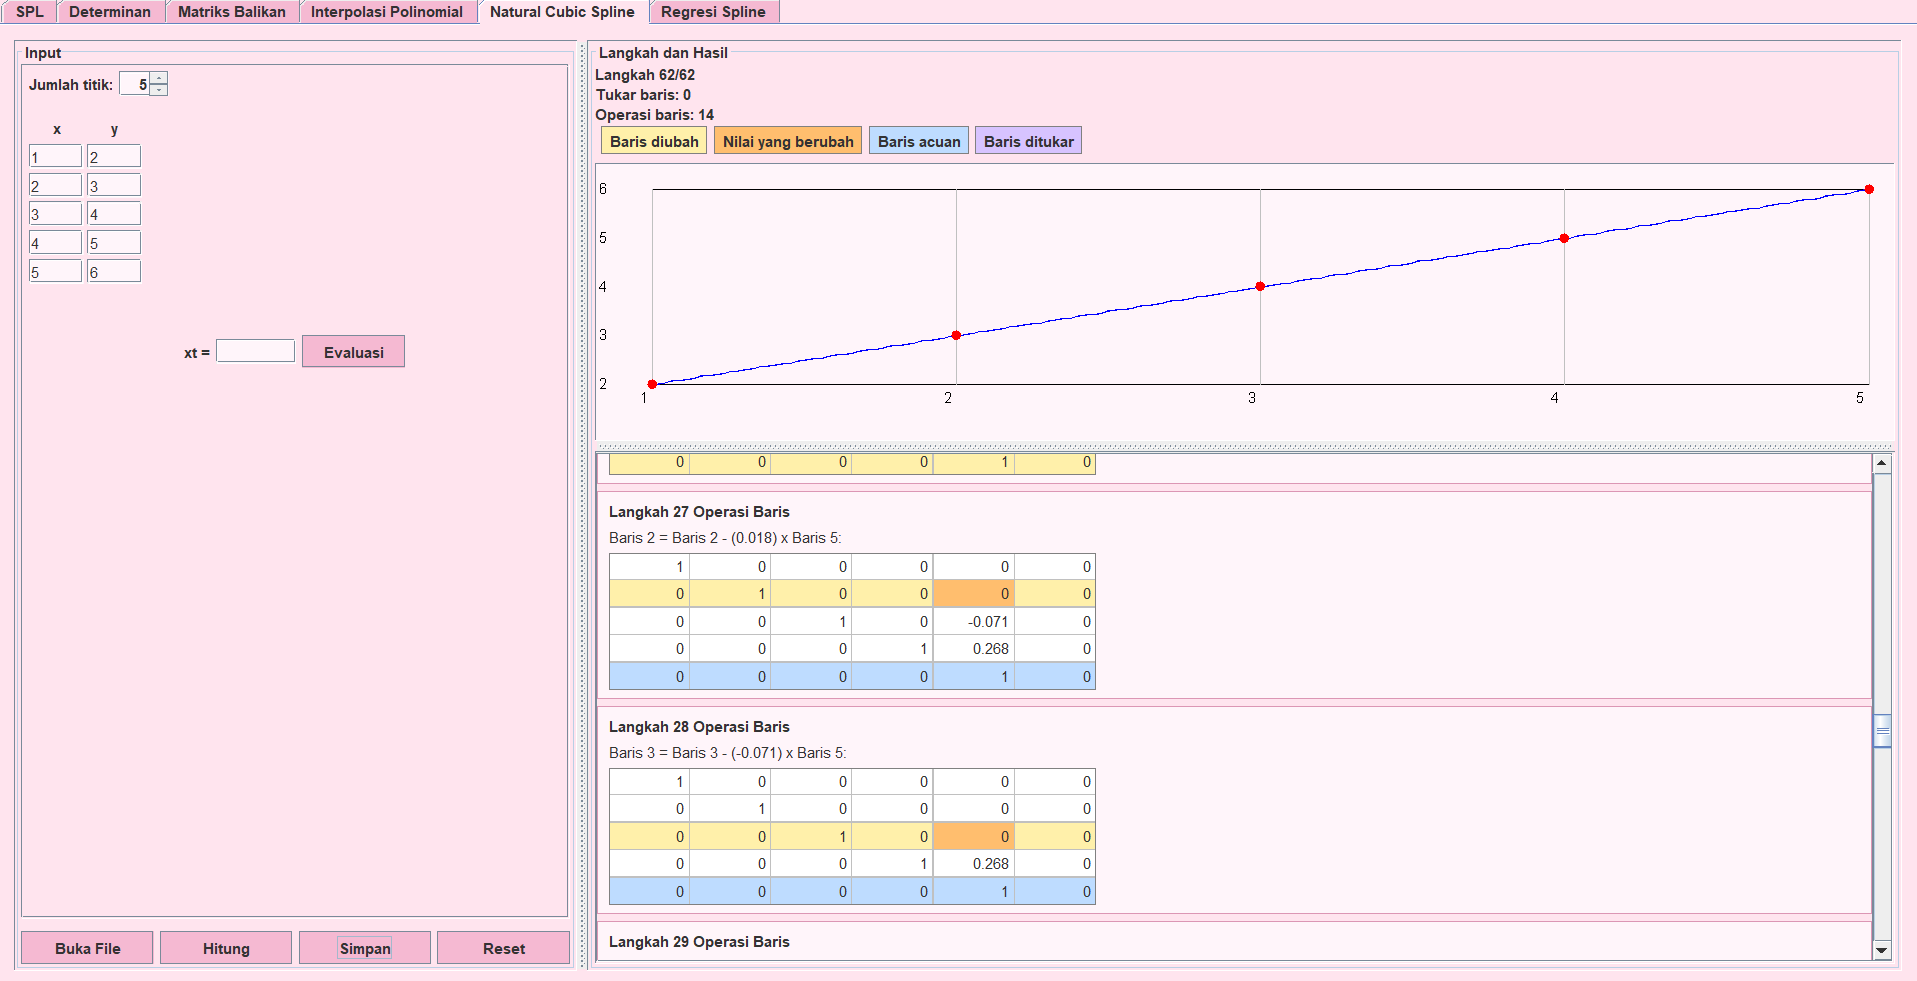 SPL Determinan Matriks Balikan Interpolasi Polinomial Natural Cubic Spline Regresi Spline
Input
Jumlah titik: 5
x y
1 2
2 3
3 4
4 5
5 6
xt = Evaluasi
Buka File Hitung Simpan Reset
Langkah dan Hasil
Langkah 62/62
Tukar baris: 0
Operasi baris: 14
Baris diubah Nilai yang berubah Baris acuan Baris ditukar
6
5
4
3
2
1 2 3 4 5
0 0 0 0 1 0
Langkah 27 Operasi Baris
Baris 2 = Baris 2 - (0.018) x Baris 5:
1 0 0 0 0 0
0 1 0 0 0 0
0 0 1 0 -0.071 0
0 0 0 1 0.268 0
0 0 0 0 1 0
Langkah 28 Operasi Baris
Baris 3 = Baris 3 - (-0.071) x Baris 5:
1 0 0 0 0 0
0 1 0 0 0 0
0 0 1 0 0 0
0 0 0 1 0.268 0
0 0 0 0 1 0
Langkah 29 Operasi Baris